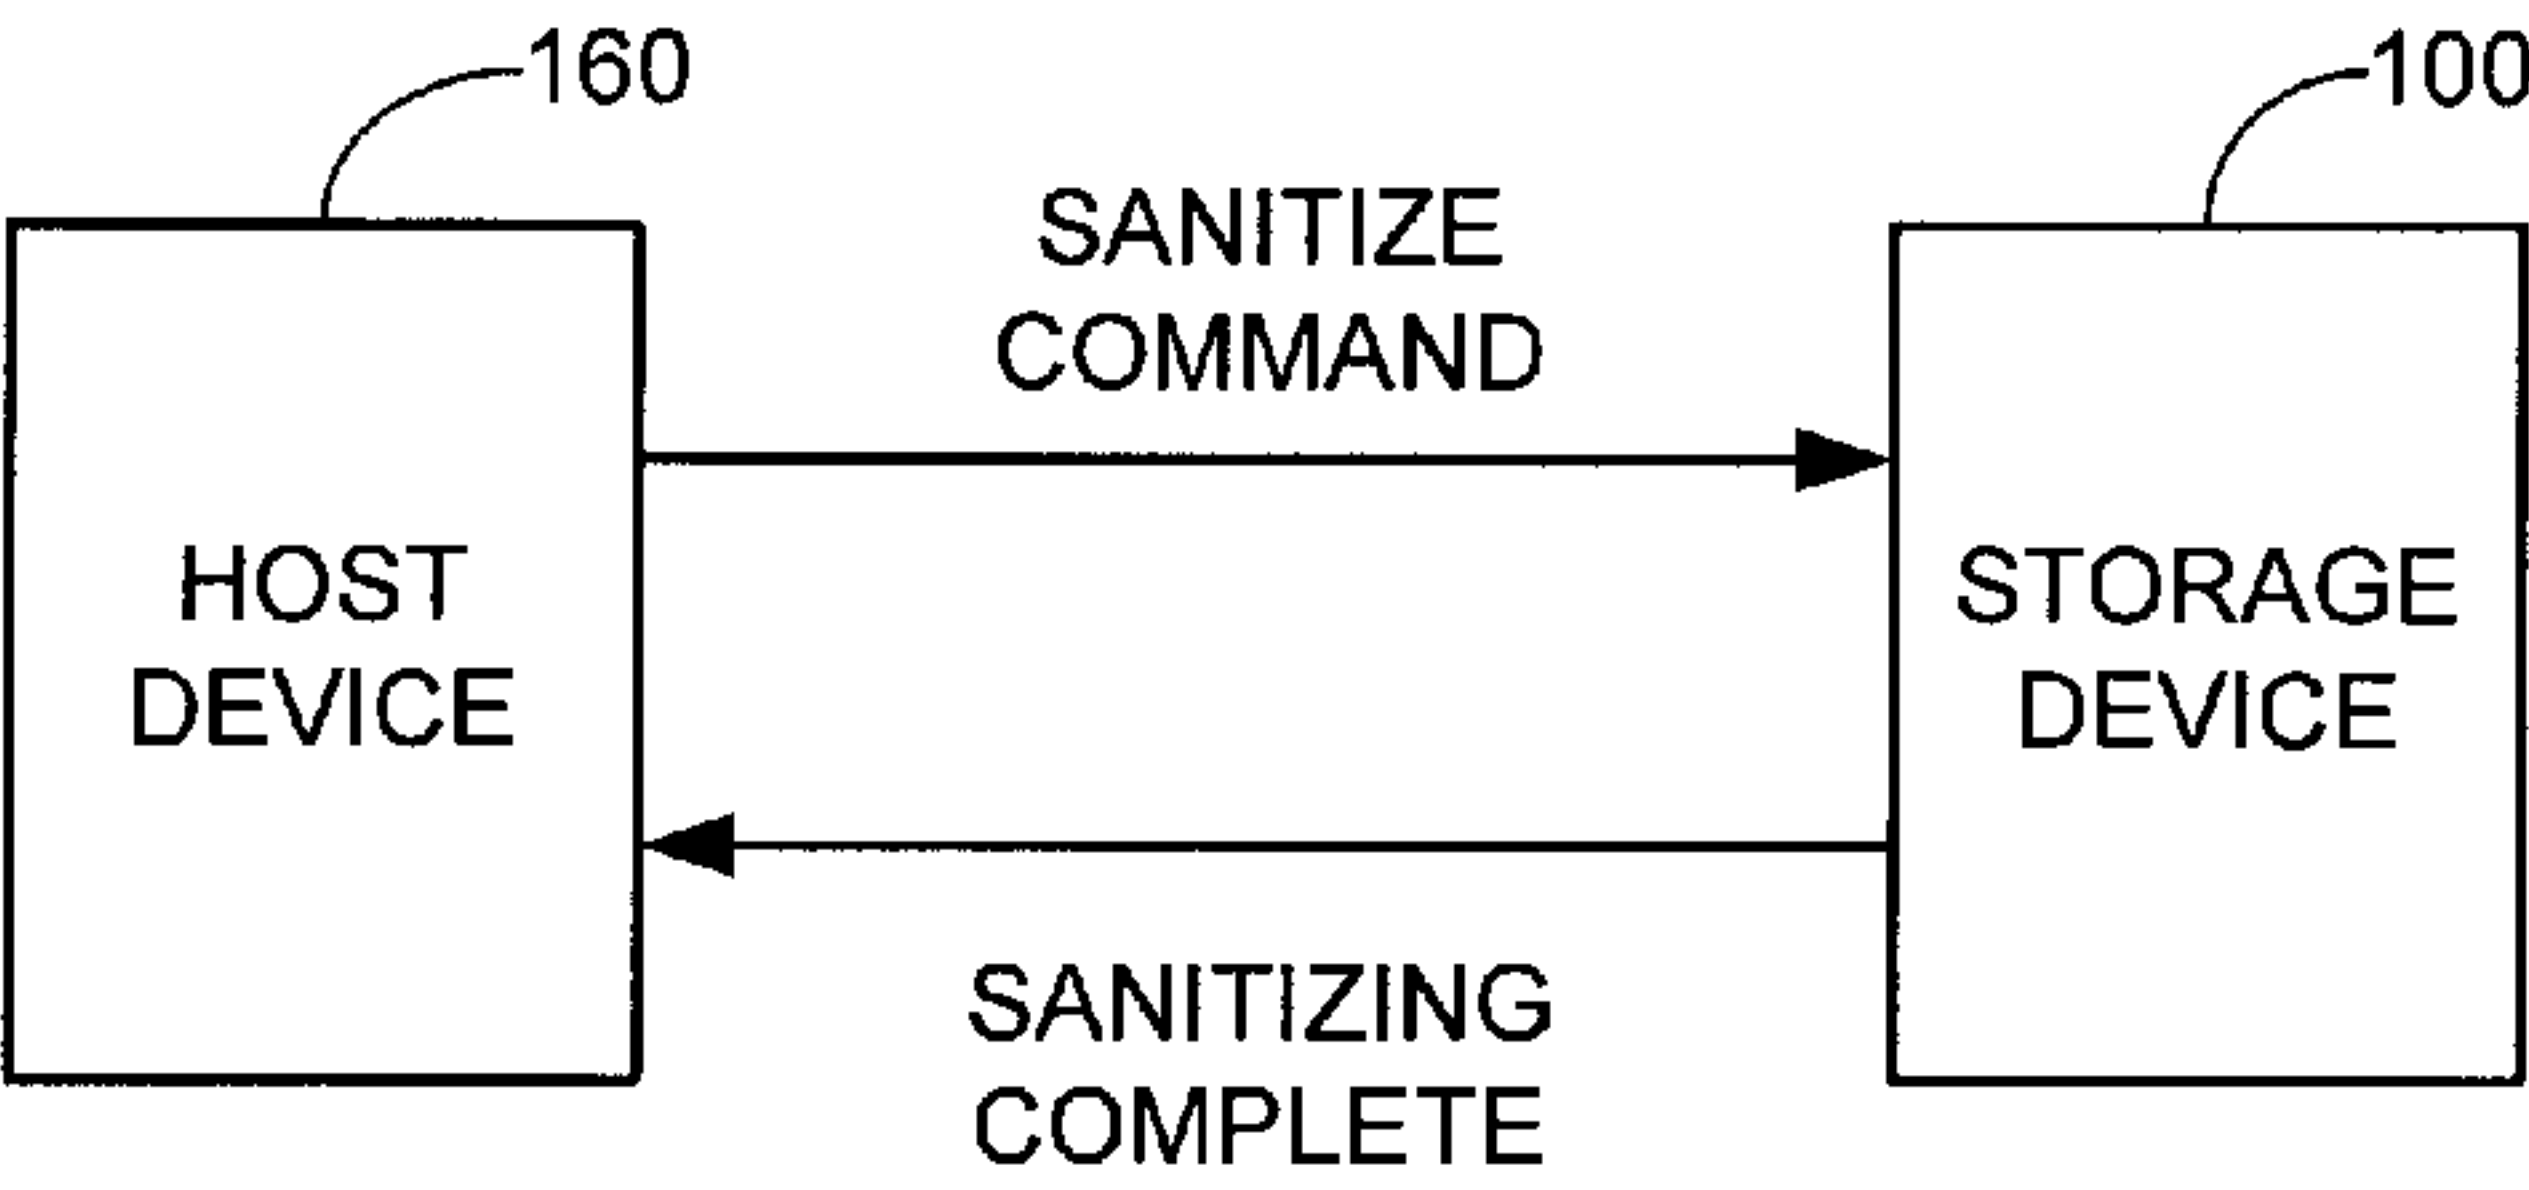 160
100
SANITIZE
COMMAND
HOST
DEVICE
STORAGE
DEVICE
SANITIZING
COMPLETE